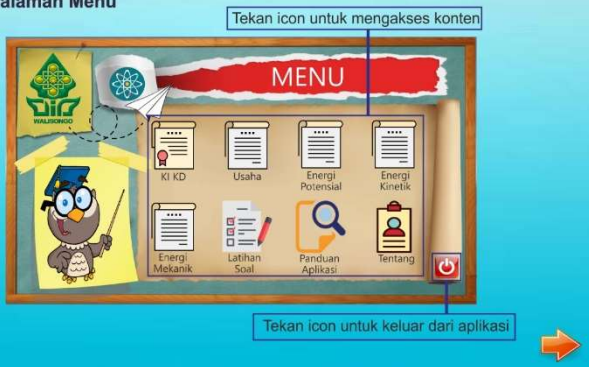 Halaman Menu
Tekan icon untuk mengakses konten
MENU
WALISONGO
KI KD
Usaha
Energi
Potensial
Energi
Kinetik
Energi
Mekanik
Latihan
Soal
Panduan
Aplikasi
Tentang
Tekan icon untuk keluar dari aplikasi